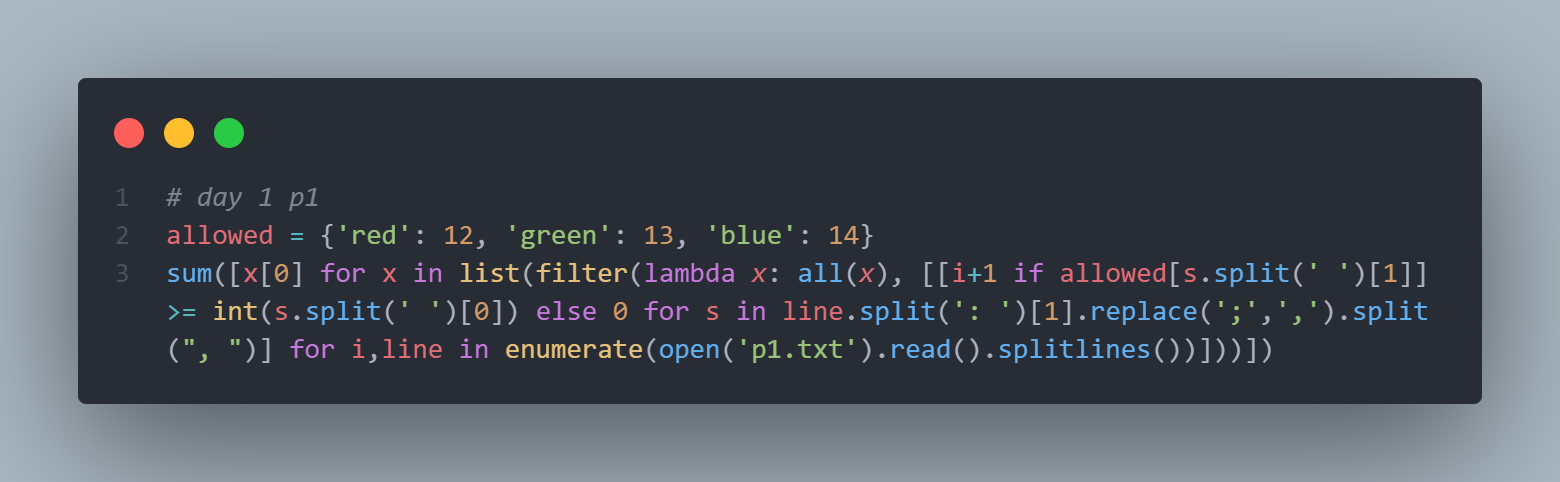 1 # day 1 p1
2 allowed = {'red': 12, 'green': 13, 'blue': 14}
3 sum([x[0] for x in list(filter(lambda x: all(x), [[i+1 if allowed[s.split(' ')[1]]
>= int(s.split(' ')[0]) else 0 for s in line.split(': ')[1].replace(';',',').split
(", ")] for i,line in enumerate(open('p1.txt').read().splitlines())]))])